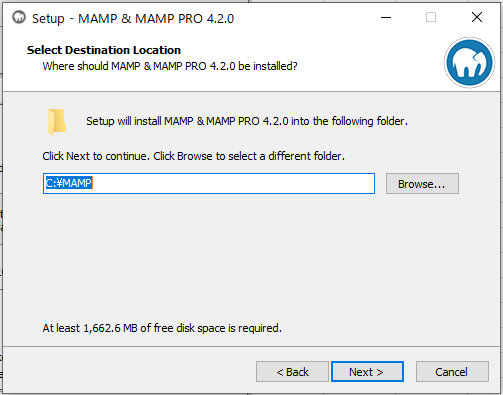 Setup - MAMP & MAMP PRO 4.2.0
Select Destination Location
Where should MAMP & MAMP PRO 4.2.0 be installed?
Setup will install MAMP & MAMP PRO 4.2.0 into the following folder.
Click Next to continue. Click Browse to select a different folder.
C:¥MAMP
Browse...
At least 1,662.6 MB of free disk space is required.
< Back
Next >
Cancel